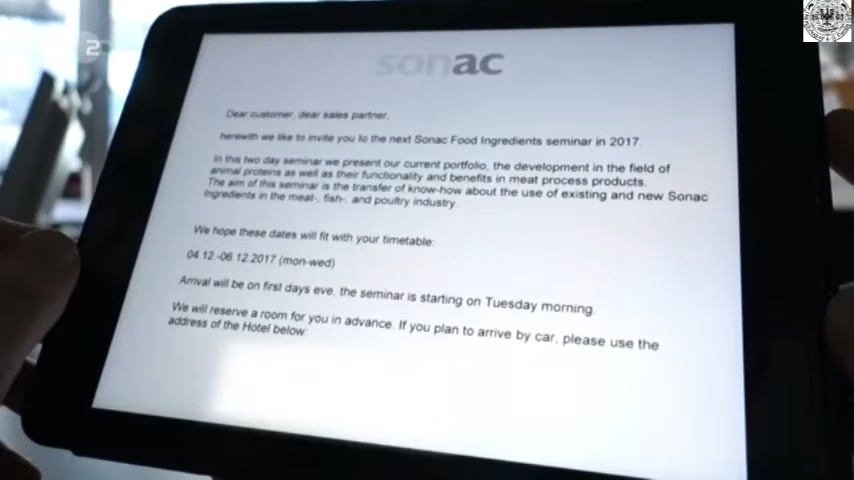 2
sonac
Dear customer, dear sales partner,
herewith we like to invite you to the next Sonac Food Ingredients seminar in 2017.
In this two day seminar we present our current portfolio, the development in the field of
animal proteins as well as their functionality and benefits in meat process products.
The aim of this seminar is the transfer of know-how about the use of existing and new Sonac
Ingredients in the meat-, fish-, and poultry industry.
We hope these dates will fit with your timetable:
04.12.-06.12.2017 (mon-wed)
Arrival will be on first days eve, the seminar is starting on Tuesday morning.
We will reserve a room for you in advance. If you plan to arrive by car, please use the
address of the Hotel below: